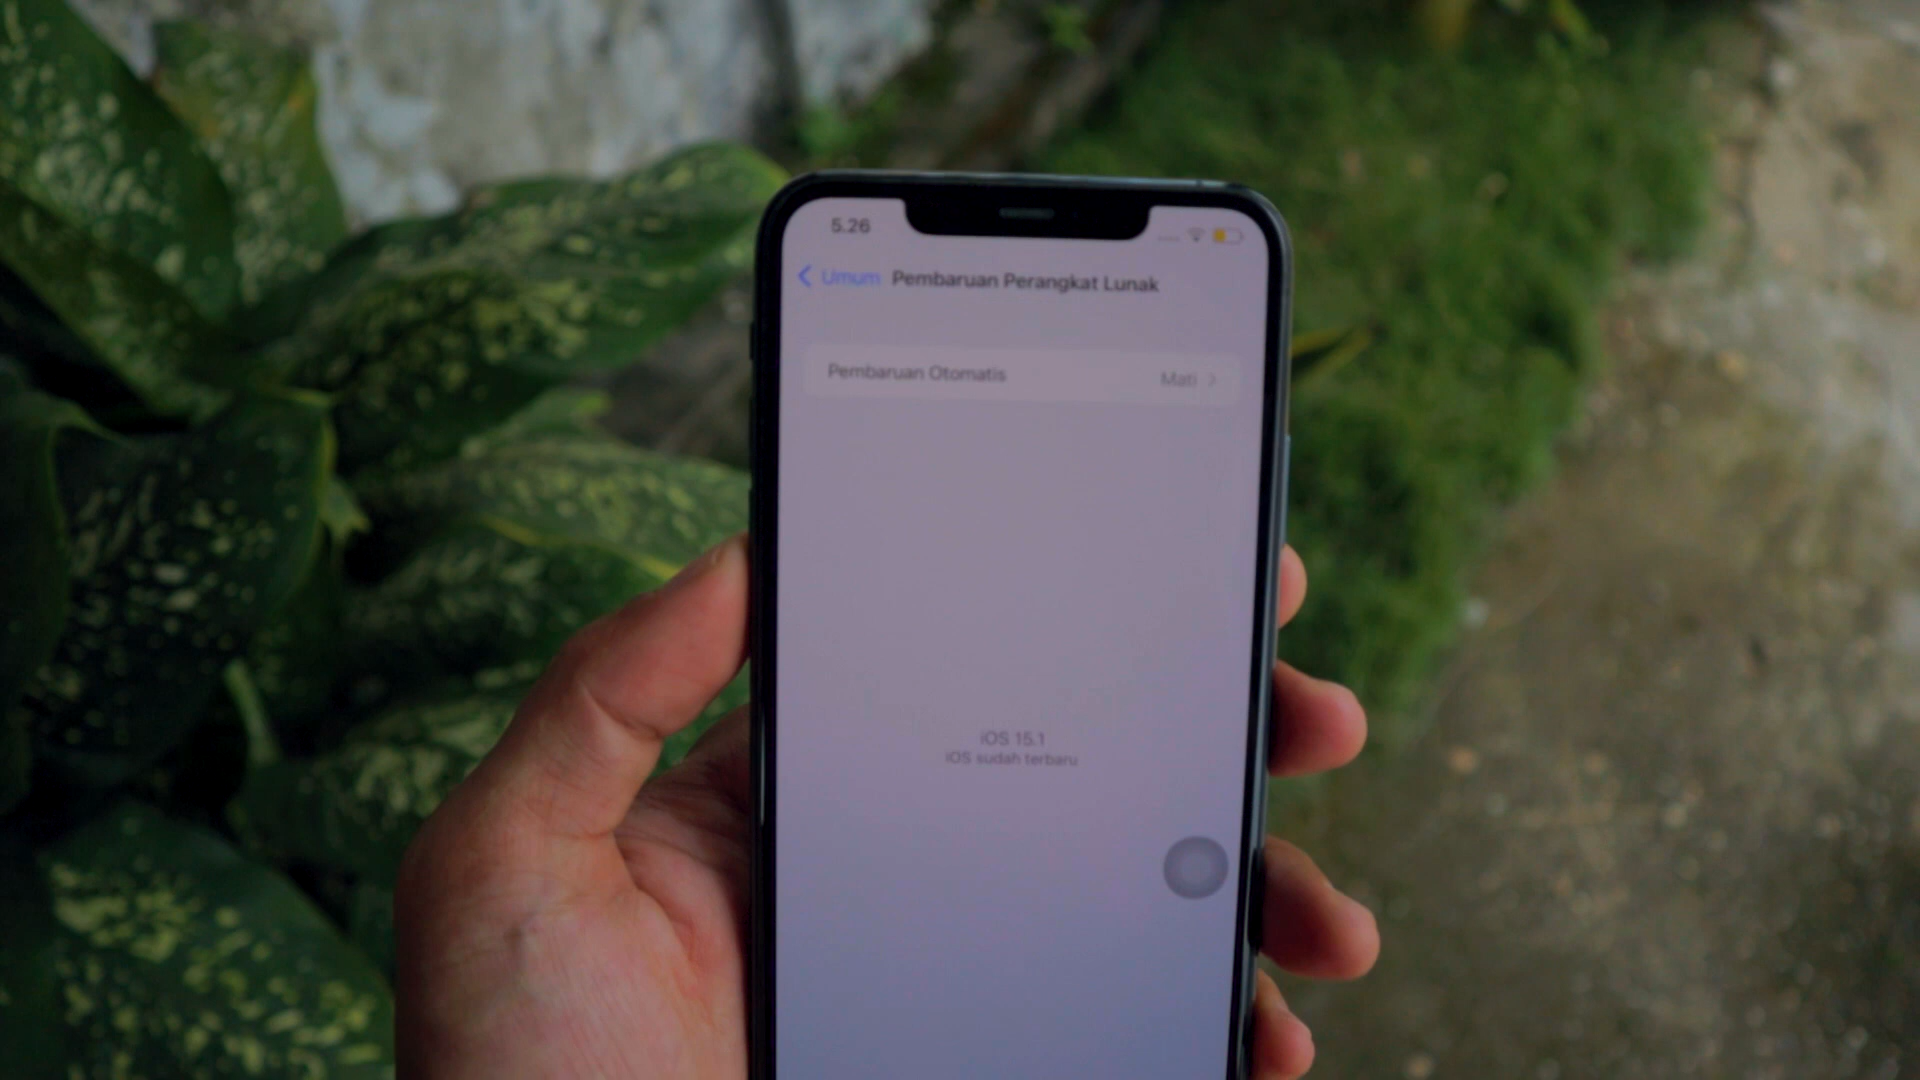 5.26
Umum Pembaruan Perangkat Lunak
Pembaruan Otomatis Mati
iOS 15.1
iOS sudah terbaru